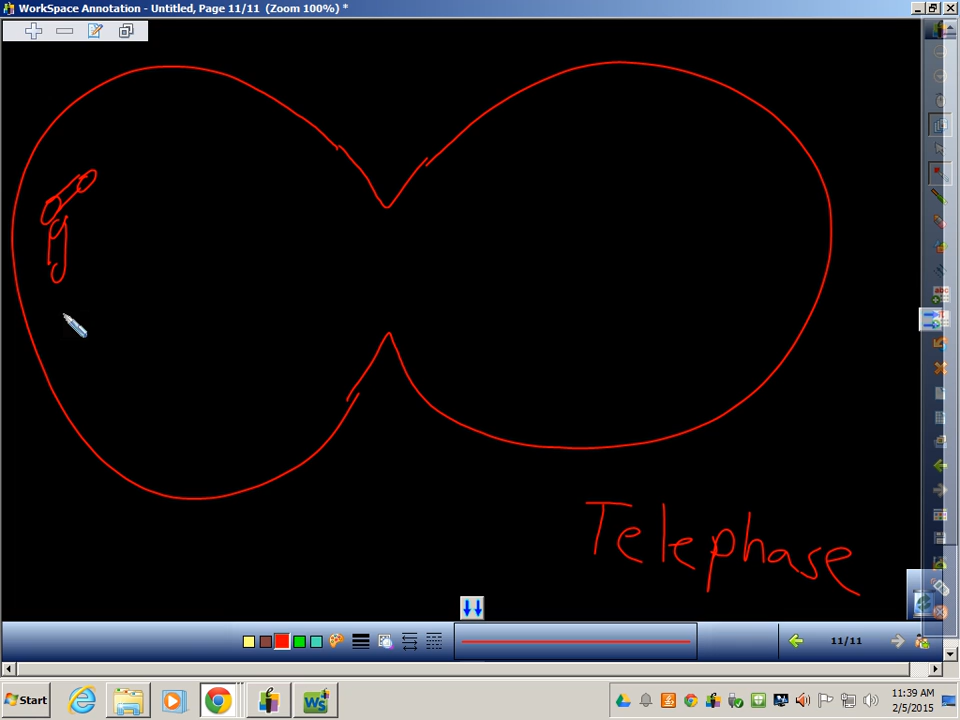 WorkSpace Annotation - Untitled, Page 11/11 (Zoom 100%) *
Telephase
11/11
Start
11:39 AM
2/5/2015